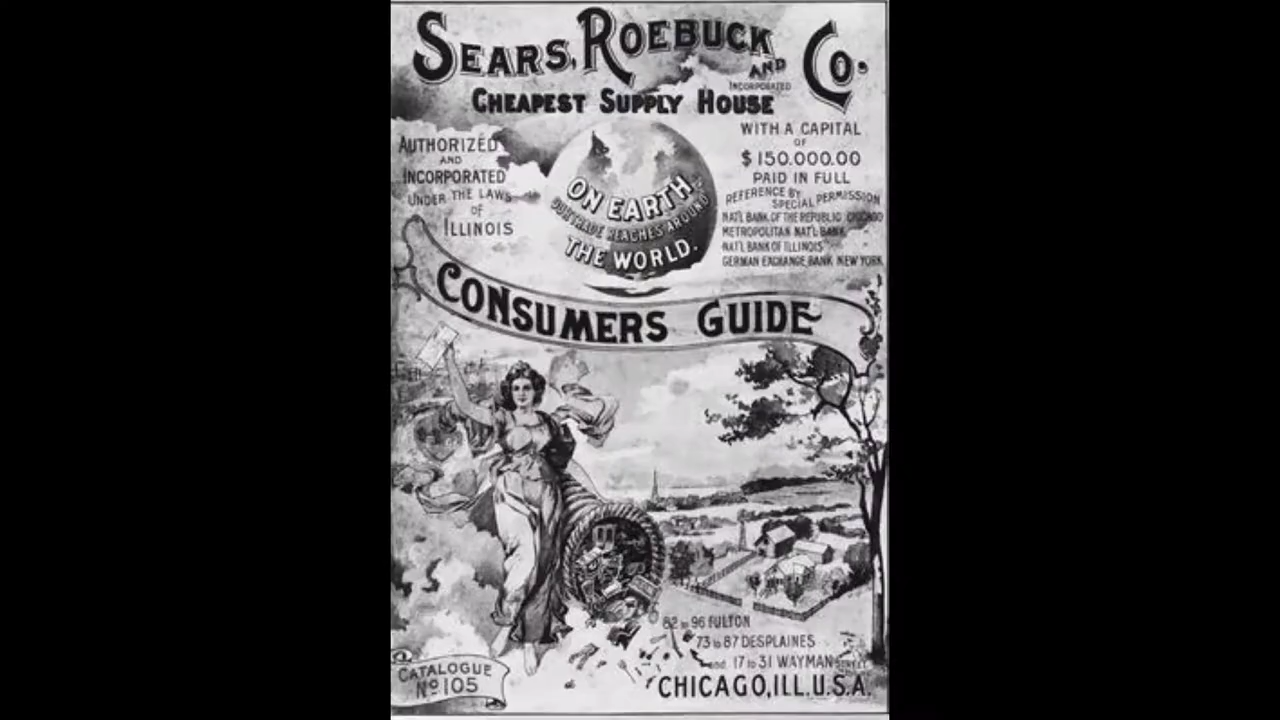 SEARS, ROEBUCK AND CO.
INCORPORATED
CHEAPEST SUPPLY HOUSE
AUTHORIZED
AND
INCORPORATED
UNDER THE LAWS
OF
ILLINOIS
ON EARTH
OUR TRADE REACHES AROUND
THE WORLD.
WITH A CAPITAL
OF
$150.000.00
PAID IN FULL
REFERENCE BY
SPECIAL PERMISSION
NAT'L BANK OF THE REPUBLIC CHICAGO
METROPOLITAN NAT'L BANK
NAT'L BANK OF ILLINOIS
GERMAN EXCHANGE BANK NEW YORK
CONSUMERS GUIDE
82 to 96 FULTON
73 to 87 DESPLAINES
and 17 to 31 WAYMAN STREET
CHICAGO, ILL. U.S.A.
CATALOGUE
No 105